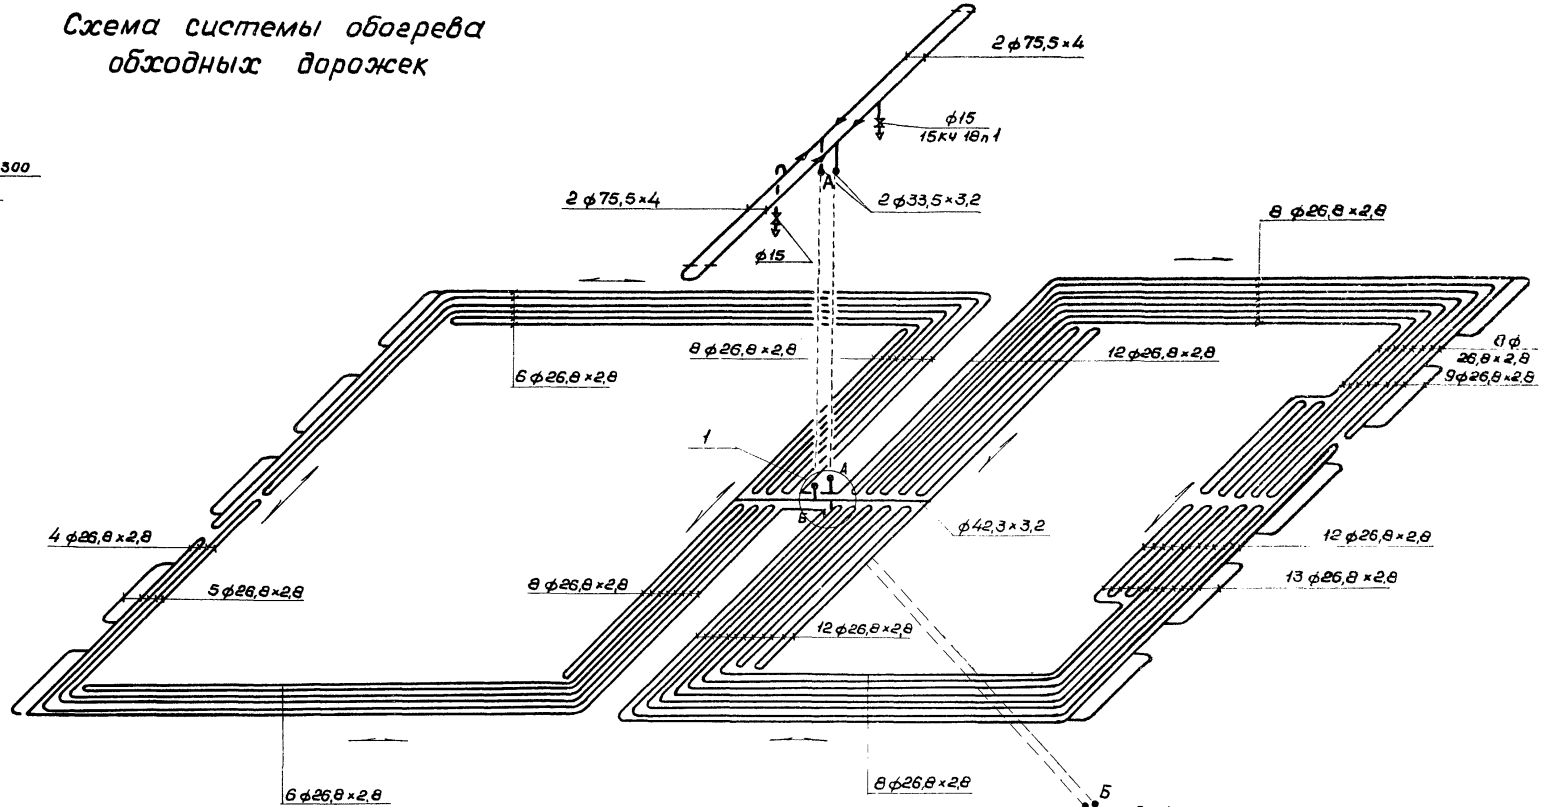 Схема системы обогрева
обходных дорожек
300
2 ф75,5×4
ф15
15кч 18п1
А
2 ф75,5×4
2 ф33,5×3,2
ф15
8 ф26,8×2,8
8 ф26,8×2,8
12 ф26,8×2,8
8 ф
26,8×2,8
9 ф26,8×2,8
6 ф26,8×2,8
1
А
Б
ф42,3×3,2
4 ф26,8×2,8
12 ф26,8×2,8
5 ф26,8×2,8
8 ф26,8×2,8
13 ф26,8×2,8
12 ф26,8×2,8
6 ф26,8×2,8
8 ф26,8×2,8
Б